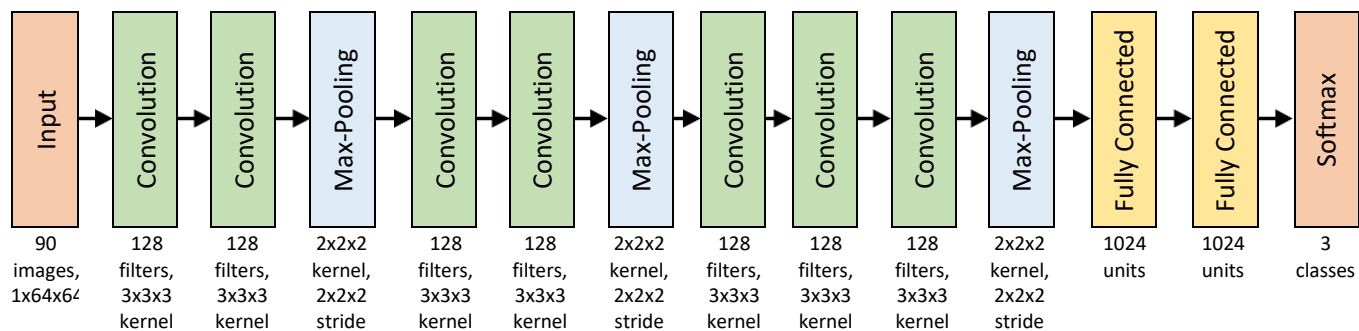 Input
Convolution
Convolution
Max-Pooling
Convolution
Convolution
Max-Pooling
Convolution
Convolution
Convolution
Max-Pooling
Fully Connected
Fully Connected
Softmax
90
images,
1x64x64
128
filters,
3x3x3
kernel
128
filters,
3x3x3
kernel
2x2x2
kernel,
2x2x2
stride
128
filters,
3x3x3
kernel
128
filters,
3x3x3
kernel
2x2x2
kernel,
2x2x2
stride
128
filters,
3x3x3
kernel
128
filters,
3x3x3
kernel
128
filters,
3x3x3
kernel
2x2x2
kernel,
2x2x2
stride
1024
units
1024
units
3
classes